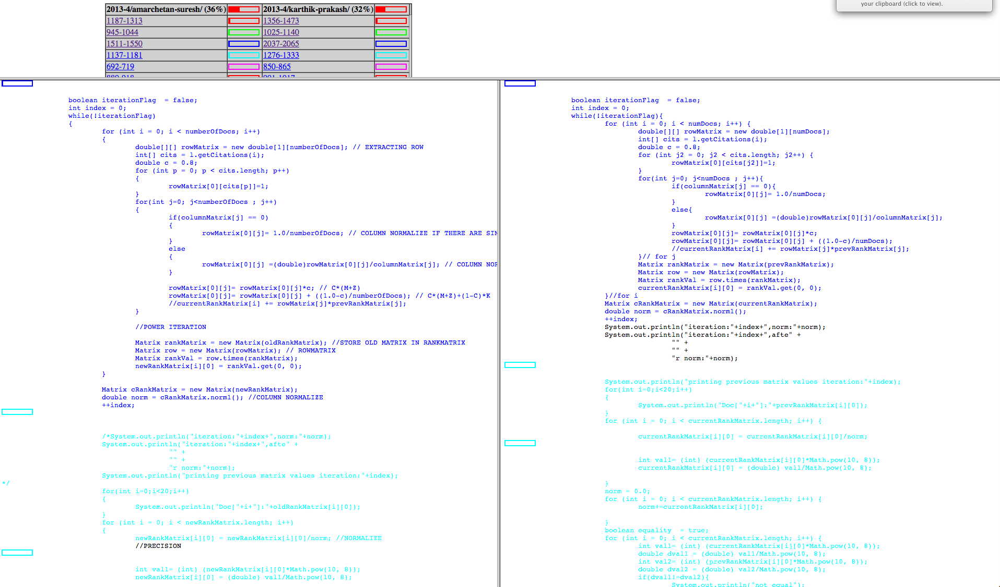 your clipboard (click to view).
2013-4/amarchetan-suresh/ (36%) 2013-4/karthik-prakash/ (32%)
1187-1313 1356-1473
945-1044 1025-1140
1511-1550 2037-2065
1137-1181 1276-1333
692-719 850-865
boolean iterationFlag  = false;
int index = 0;
while(!iterationFlag)
{
for (int i = 0; i < numberOfDocs; i++)
{
double[][] rowMatrix = new double[1][numberOfDocs]; // EXTRACTING ROW
int[] cits = l.getCitations(i);
double c = 0.8;
for (int p = 0; p < cits.length; p++)
{
rowMatrix[0][cits[p]]=1;
}
for(int j=0; j<numberOfDocs ; j++)
{
if(columnMatrix[j] == 0)
{
rowMatrix[0][j]= 1.0/numberOfDocs; // COLUMN NORMALIZE IF THERE ARE SIN
}
else
{
rowMatrix[0][j] =(double)rowMatrix[0][j]/columnMatrix[j]; // COLUMN NOR
}
rowMatrix[0][j]= rowMatrix[0][j]*c; // C*(M+Z)
rowMatrix[0][j]= rowMatrix[0][j] + ((1.0-c)/numberOfDocs); // C*(M+Z)+(1-C)*K
//currentRankMatrix[i] += rowMatrix[j]*prevRankMatrix[j];
}
//POWER ITERATION
Matrix rankMatrix = new Matrix(oldRankMatrix); //STORE OLD MATRIX IN RANKMATRIX
Matrix row = new Matrix(rowMatrix); // ROWMATRIX
Matrix rankVal = row.times(rankMatrix);
newRankMatrix[i][0] = rankVal.get(0, 0);
}
Matrix cRankMatrix = new Matrix(newRankMatrix);
double norm = cRankMatrix.norm1(); //COLUMN NORMALIZE
++index;
/*System.out.println("iteration:"+index+",norm:"+norm);
System.out.println("iteration:"+index+",afte" +
"" +
"" +
"r norm:"+norm);
System.out.println("printing previous matrix values iteration:"+index);
*/
for(int i=0;i<20;i++)
{
System.out.println("Doc["+i+"]:"+oldRankMatrix[i][0]);
}
for (int i = 0; i < newRankMatrix.length; i++)
{
newRankMatrix[i][0] = newRankMatrix[i][0]/norm; //NORMALIZE
//PRECISION
int val1= (int) (newRankMatrix[i][0]*Math.pow(10, 8));
newRankMatrix[i][0] = (double) val1/Math.pow(10, 8);
boolean iterationFlag  = false;
int index = 0;
while(!iterationFlag){
for (int i = 0; i < numDocs; i++) {
double[][] rowMatrix = new double[1][numDocs];
int[] cits = l.getCitations(i);
double c = 0.8;
for (int j2 = 0; j2 < cits.length; j2++) {
rowMatrix[0][cits[j2]]=1;
}
for(int j=0; j<numDocs ; j++){
if(columnMatrix[j] == 0){
rowMatrix[0][j]= 1.0/numDocs;
}
else{
rowMatrix[0][j] =(double)rowMatrix[0][j]/columnMatrix[j];
}
rowMatrix[0][j]= rowMatrix[0][j]*c;
rowMatrix[0][j]= rowMatrix[0][j] + ((1.0-c)/numDocs);
//currentRankMatrix[i] += rowMatrix[j]*prevRankMatrix[j];
}// for j
Matrix rankMatrix = new Matrix(prevRankMatrix);
Matrix row = new Matrix(rowMatrix);
Matrix rankVal = row.times(rankMatrix);
currentRankMatrix[i][0] = rankVal.get(0, 0);
}//for i
Matrix cRankMatrix = new Matrix(currentRankMatrix);
double norm = cRankMatrix.norm1();
++index;
System.out.println("iteration:"+index+",norm:"+norm);
System.out.println("iteration:"+index+",afte" +
"" +
"" +
"r norm:"+norm);
System.out.println("printing previous matrix values iteration:"+index);
for(int i=0;i<20;i++)
{
System.out.println("Doc["+i+"]:"+prevRankMatrix[i][0]);
}
for (int i = 0; i < currentRankMatrix.length; i++) {
currentRankMatrix[i][0] = currentRankMatrix[i][0]/norm;
int val1= (int) (currentRankMatrix[i][0]*Math.pow(10, 8));
currentRankMatrix[i][0] = (double) val1/Math.pow(10, 8);
}
norm = 0.0;
for (int i = 0; i < currentRankMatrix.length; i++) {
norm+=currentRankMatrix[i][0];
}
boolean equality  = true;
for (int i = 0; i < currentRankMatrix.length; i++) {
int val1= (int) (currentRankMatrix[i][0]*Math.pow(10, 8));
double dval1 = (double) val1/Math.pow(10, 8);
int val2= (int) (prevRankMatrix[i][0]*Math.pow(10, 8));
double dval2 = (double) val2/Math.pow(10, 8);
if(dval1!=dval2){
System.out.println("not equal");